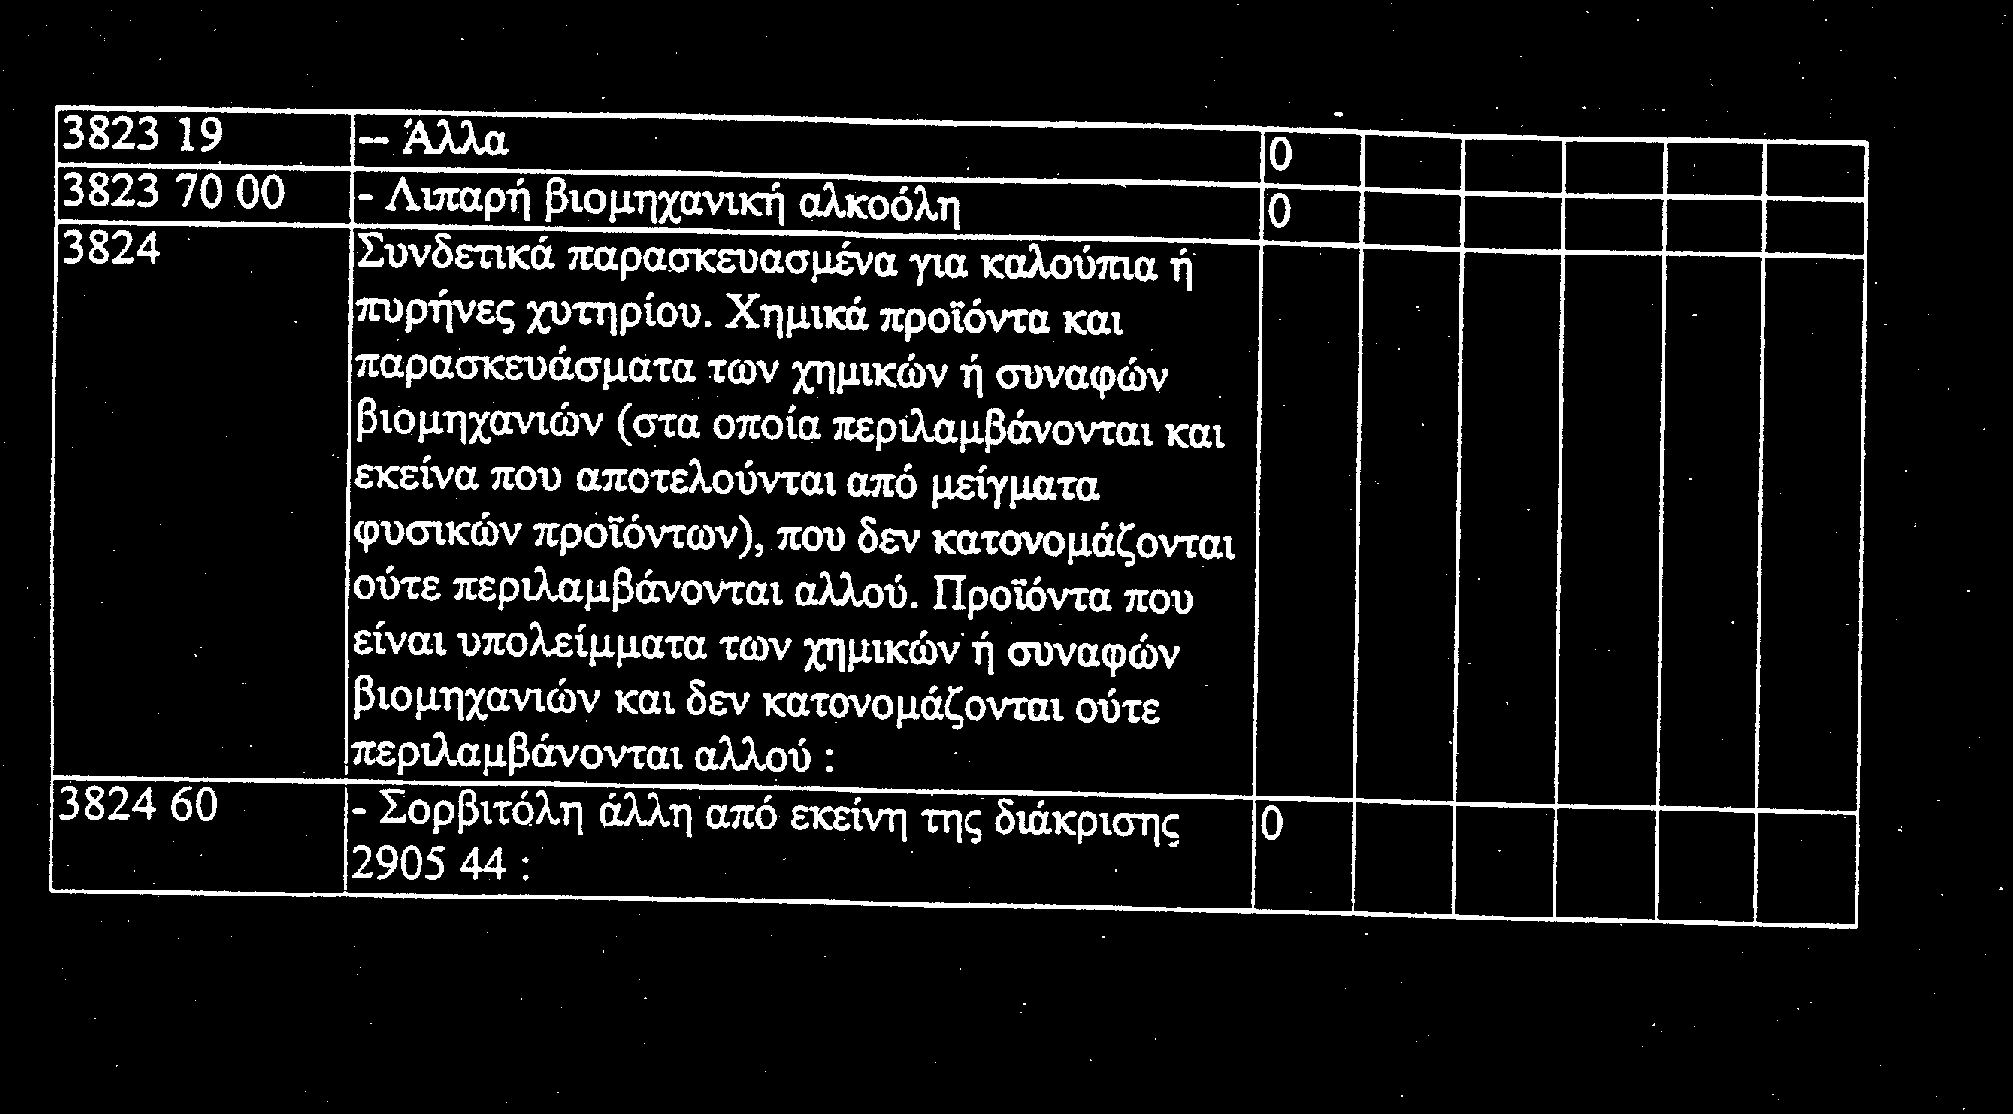 3823 19 -- Άλλα 0
3823 70 00 - Λιπαρή βιομηχανική αλκοόλη 0
3824 Συνδετικά παρασκευασμένα για καλούπια ή
πυρήνες χυτηρίου. Χημικά προϊόντα και
παρασκευάσματα των χημικών ή συναφών
βιομηχανιών (στα οποία περιλαμβάνονται και
εκείνα που αποτελούνται από μείγματα
φυσικών προϊόντων), που δεν κατονομάζονται
ούτε περιλαμβάνονται αλλού. Προϊόντα που
είναι υπολείμματα των χημικών ή συναφών
βιομηχανιών και δεν κατονομάζονται ούτε
περιλαμβάνονται αλλού :
3824 60 - Σορβιτόλη άλλη από εκείνη της διάκρισης 0
2905 44 :